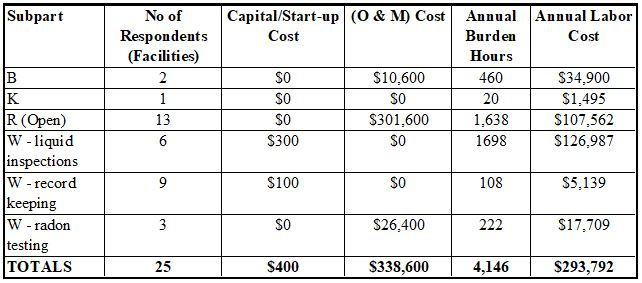 Subpart No of Respondents (Facilities) Capital/Start-up Cost (O & M) Cost Annual Burden Hours Annual Labor Cost
B 2 $0 $10,600 460 $34,900
K 1 $0 $0 20 $1,495
R (Open) 13 $0 $301,600 1,638 $107,562
W - liquid inspections 6 $300 $0 1698 $126,987
W - record keeping 9 $100 $0 108 $5,139
W - radon testing 3 $0 $26,400 222 $17,709
TOTALS 25 $400 $338,600 4,146 $293,792